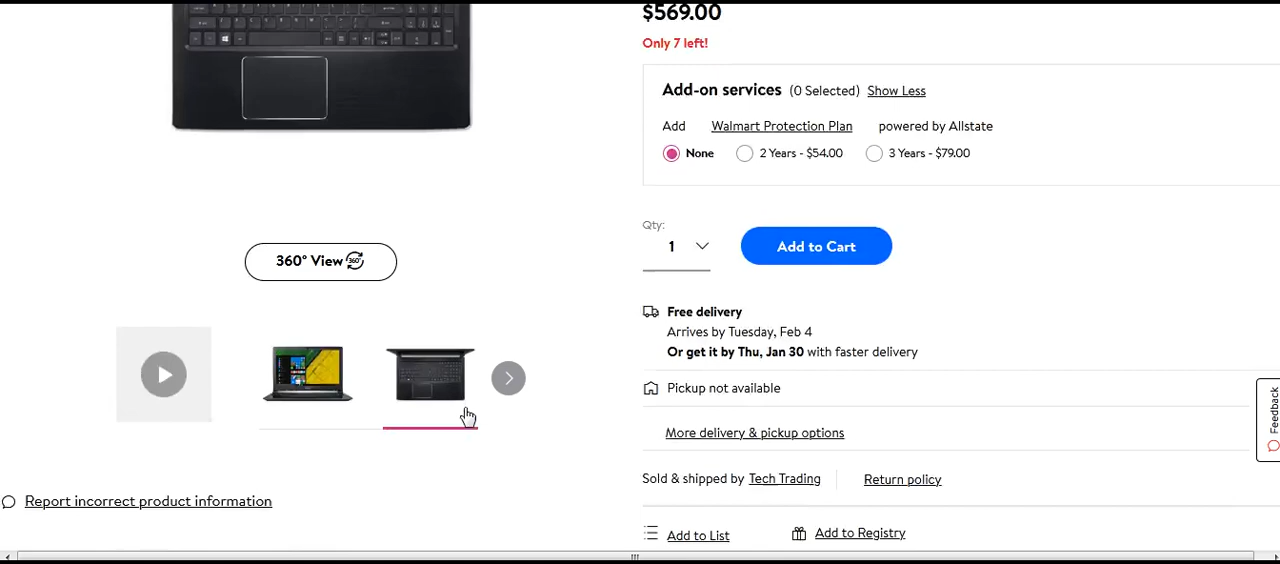 $569.00
Only 7 left!
Add-on services (0 Selected) Show Less
Add Walmart Protection Plan powered by Allstate
None 2 Years - $54.00 3 Years - $79.00
Qty:
1 Add to Cart
360° View 360°
Free delivery
Arrives by Tuesday, Feb 4
Or get it by Thu, Jan 30 with faster delivery
Pickup not available
More delivery & pickup options
Feedback
Sold & shipped by Tech Trading Return policy
Report incorrect product information
Add to List Add to Registry